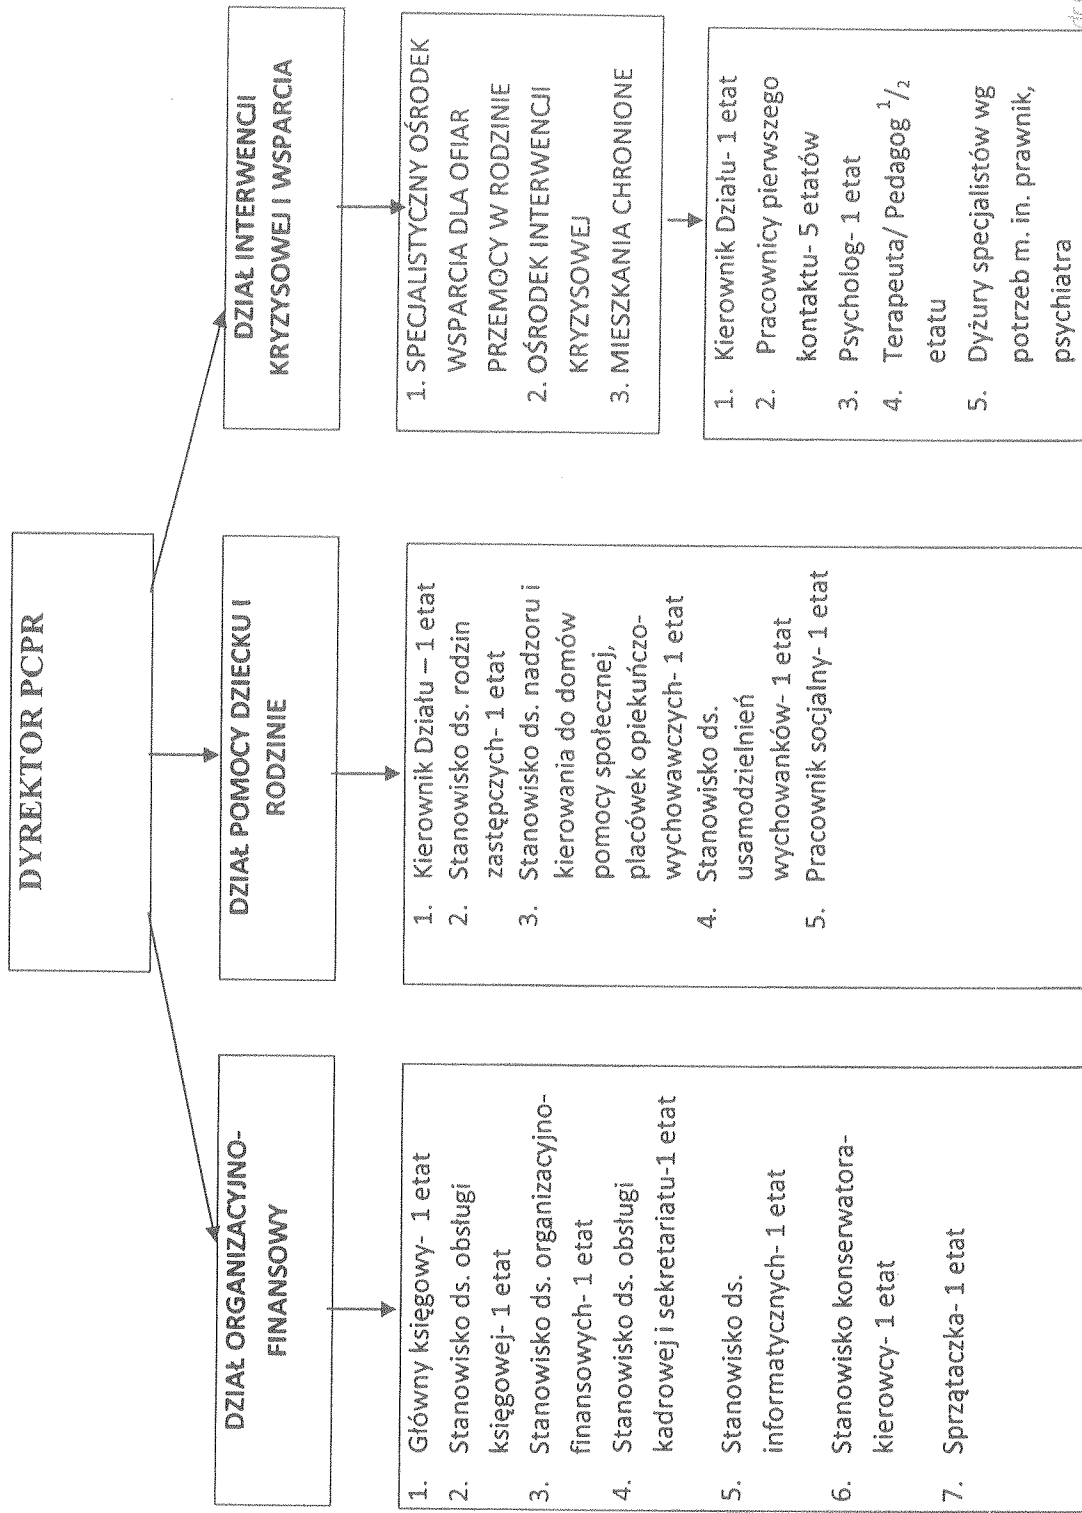 DYREKTOR PCPR
DZIAŁ ORGANIZACYJNO-
FINANSOWY
1. Główny księgowy- 1 etat
2. Stanowisko ds. obsługi
księgowej- 1 etat
3. Stanowisko ds. organizacyjno-
finansowych- 1 etat
4. Stanowisko ds. obsługi
kadrowej i sekretariatu-1 etat
5. Stanowisko ds.
informatycznych- 1 etat
6. Stanowisko konserwatora-
kierowcy- 1 etat
7. Sprzątaczka- 1 etat
DZIAŁ POMOCY DZIECKU I
RODZINIE
1. Kierownik Działu – 1 etat
2. Stanowisko ds. rodzin
zastępczych- 1 etat
3. Stanowisko ds. nadzoru i
kierowania do domów
pomocy społecznej,
placówek opiekuńczo-
wychowawczych- 1 etat
4. Stanowisko ds.
usamodzielnień
wychowanków- 1 etat
5. Pracownik socjalny- 1 etat
DZIAŁ INTERWENCJI
KRYZYSOWEJ I WSPARCIA
1. SPECJALISTYCZNY OŚRODEK
WSPARCIA DLA OFIAR
PRZEMOCY W RODZINIE
2. OŚRODEK INTERWENCJI
KRYZYSOWEJ
3. MIESZKANIA CHRONIONE
1. Kierownik Działu- 1 etat
2. Pracownicy pierwszego
kontaktu- 5 etatów
3. Psycholog- 1 etat
4. Terapeuta/ Pedagog 1/2
etatu
5. Dyżury specjalistów wg
potrzeb m. in. prawnik,
psychiatra